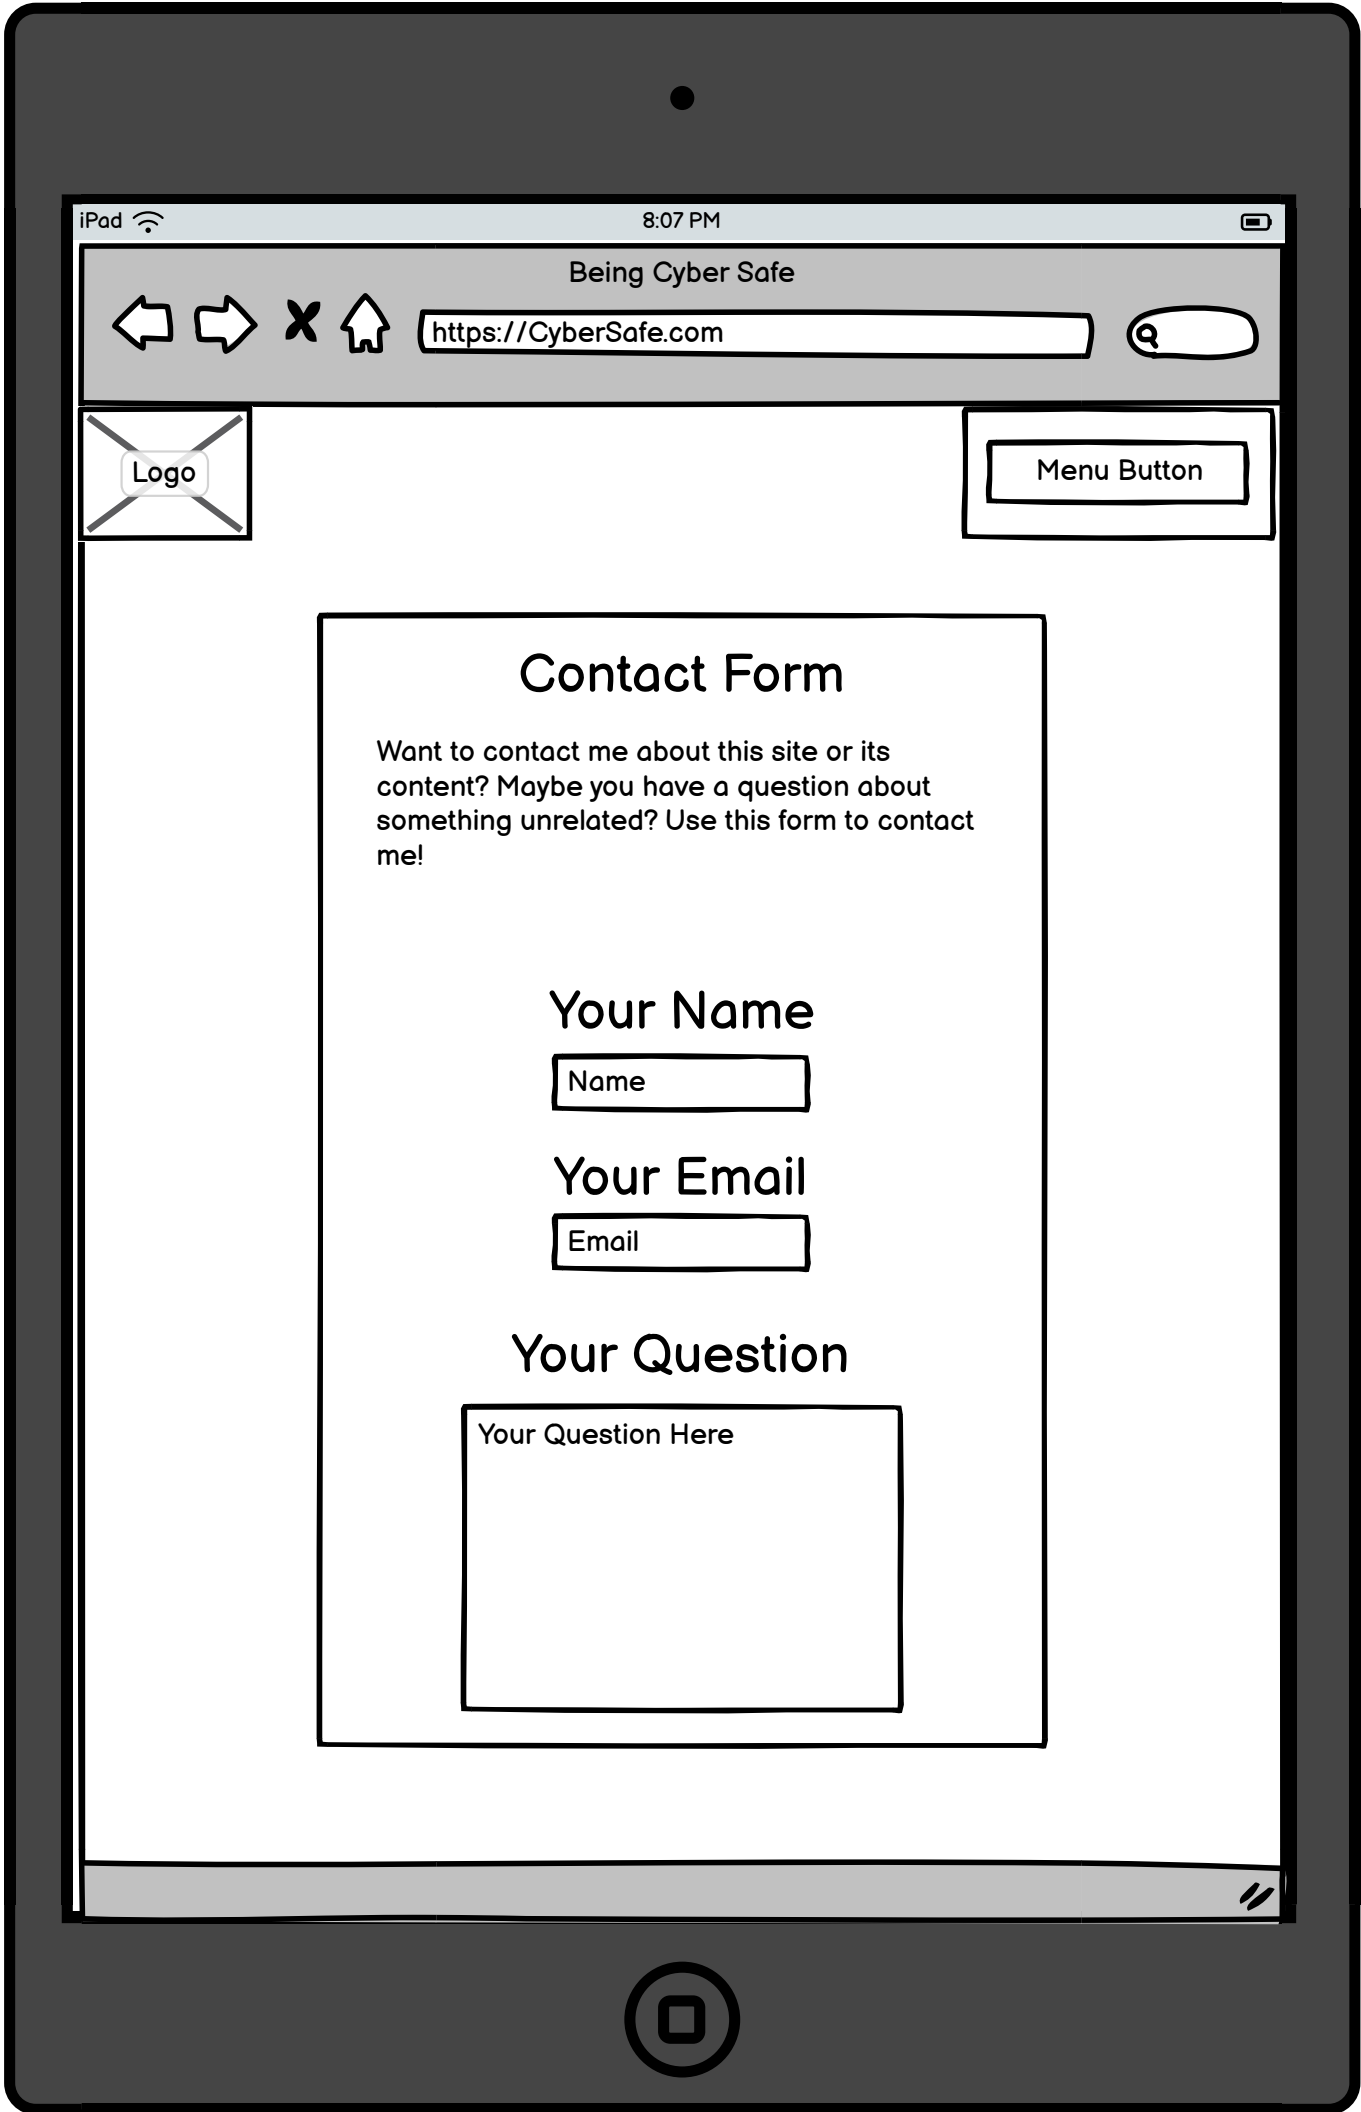 iPad
8:07 PM
Being Cyber Safe
https://CyberSafe.com
Logo
Menu Button
Contact Form
Want to contact me about this site or its
content? Maybe you have a question about
something unrelated? Use this form to contact
me!
Your Name
Name
Your Email
Email
Your Question
Your Question Here